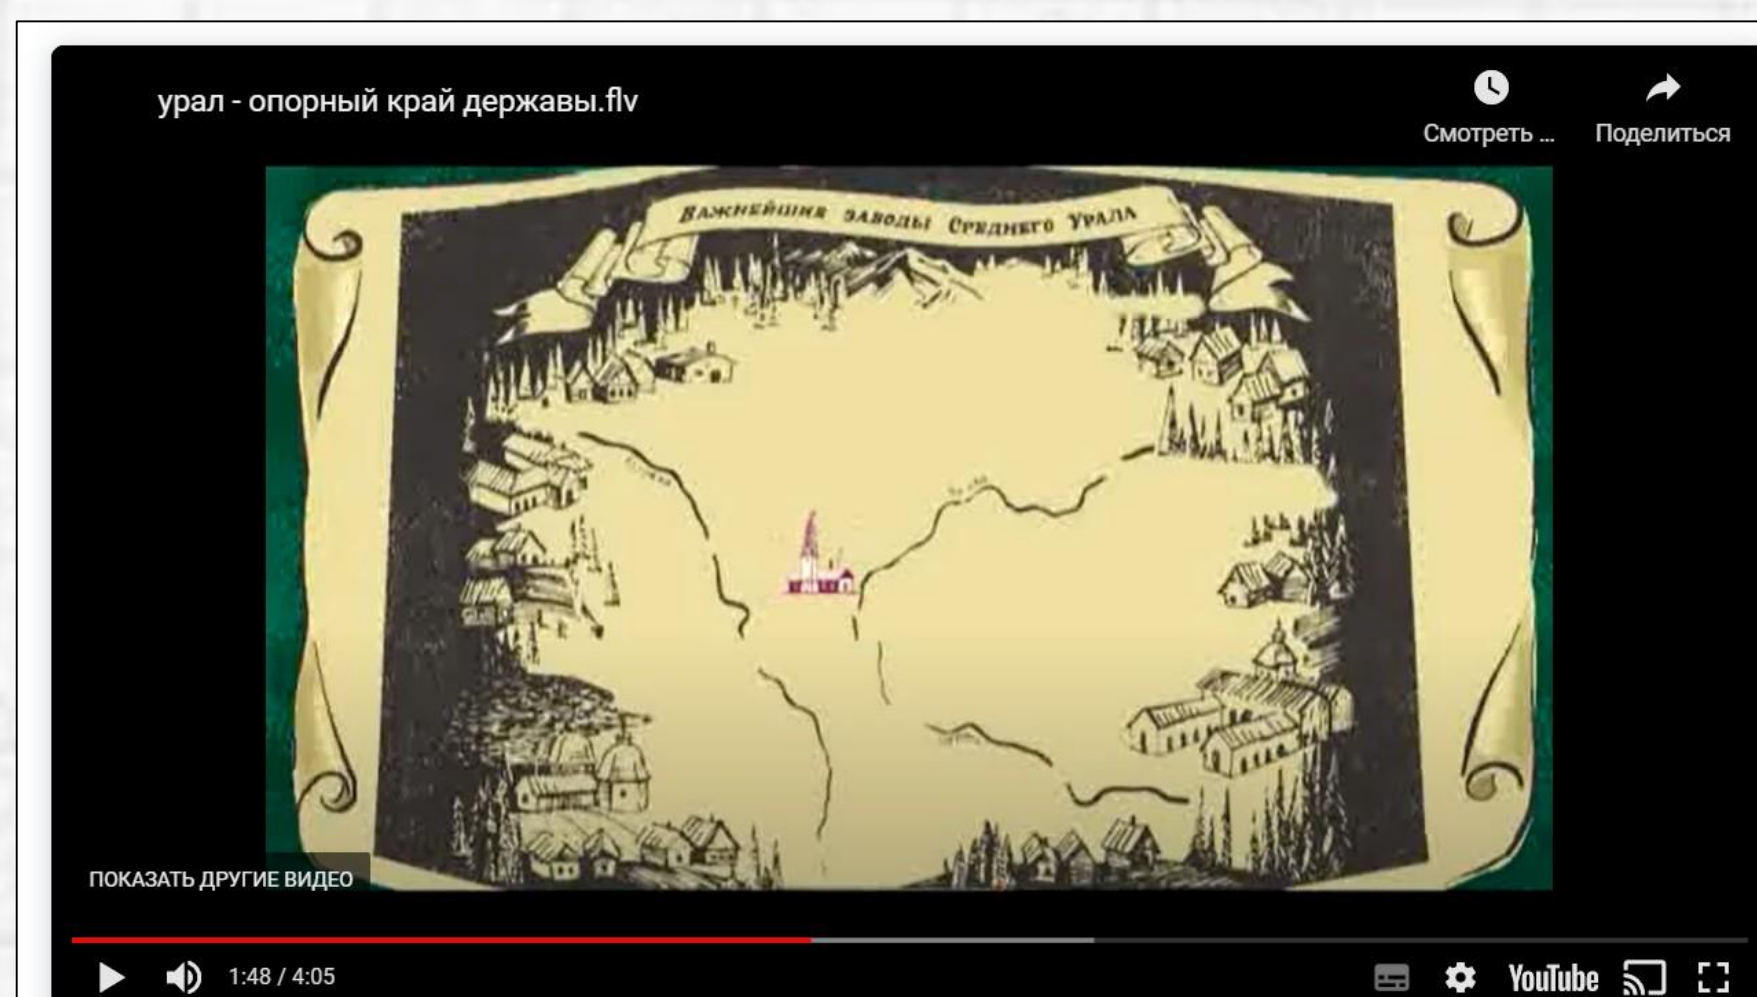 урал - опорный край державы.flv
Смотреть ...
Поделиться
Важнейшие заводы Среднего Урала
ПОКАЗАТЬ ДРУГИЕ ВИДЕО
1:48 / 4:05
YouTube